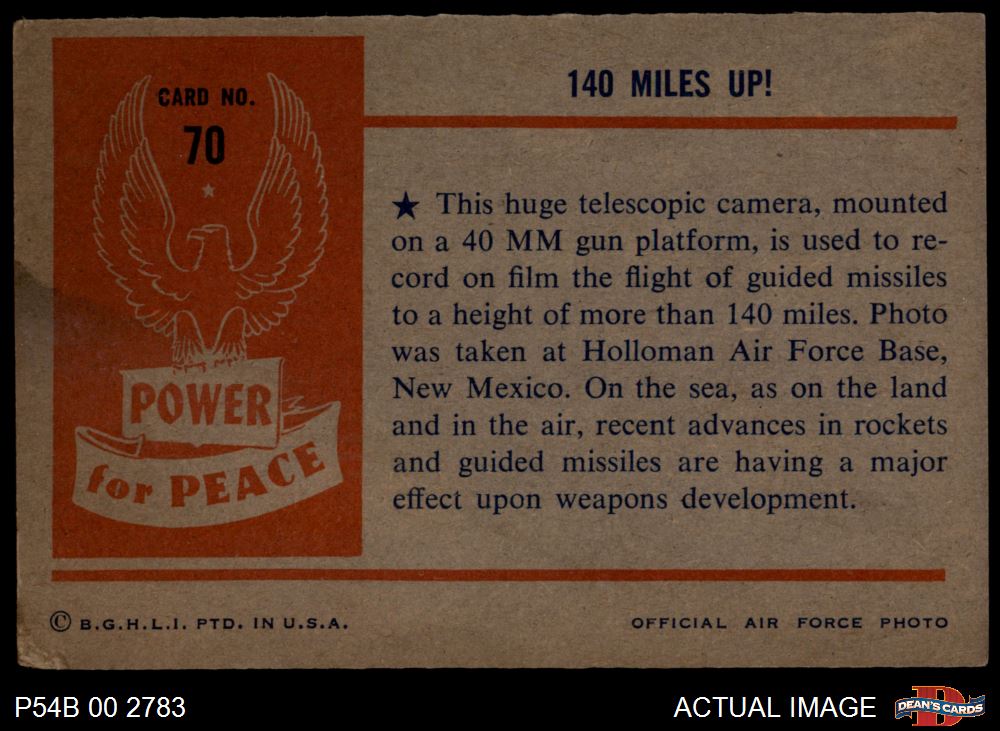 CARD NO.
70
POWER
for PEACE
140 MILES UP!
★ This huge telescopic camera, mounted
on a 40 MM gun platform, is used to re-
cord on film the flight of guided missiles
to a height of more than 140 miles. Photo
was taken at Holloman Air Force Base,
New Mexico. On the sea, as on the land
and in the air, recent advances in rockets
and guided missiles are having a major
effect upon weapons development.
© B.G.H.L.I. PTD. IN U.S.A.
OFFICIAL AIR FORCE PHOTO
P54B 00 2783
ACTUAL IMAGE
D
DEAN'S CARDS